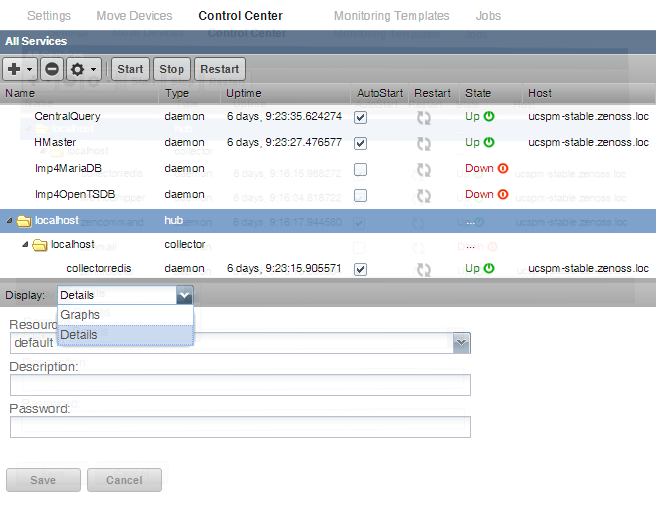 Settings Move Devices Control Center Monitoring Templates Jobs
All Services
Start Stop Restart
Name Type Uptime AutoStart Restart State Host
CentralQuery daemon 6 days, 9:23:35.624274 Up ucspm-stable.zenoss.loc
HMaster daemon 6 days, 9:23:27.476577 Up ucspm-stable.zenoss.loc
Imp4MariaDB daemon Down
Imp4OpenTSDB daemon Down
localhost hub ...
localhost collector ...
collectorredis daemon 6 days, 9:23:15.905571 Up ucspm-stable.zenoss.loc
Display: Details
Graphs
Details
Resour
default
Description:
Password:
Save Cancel